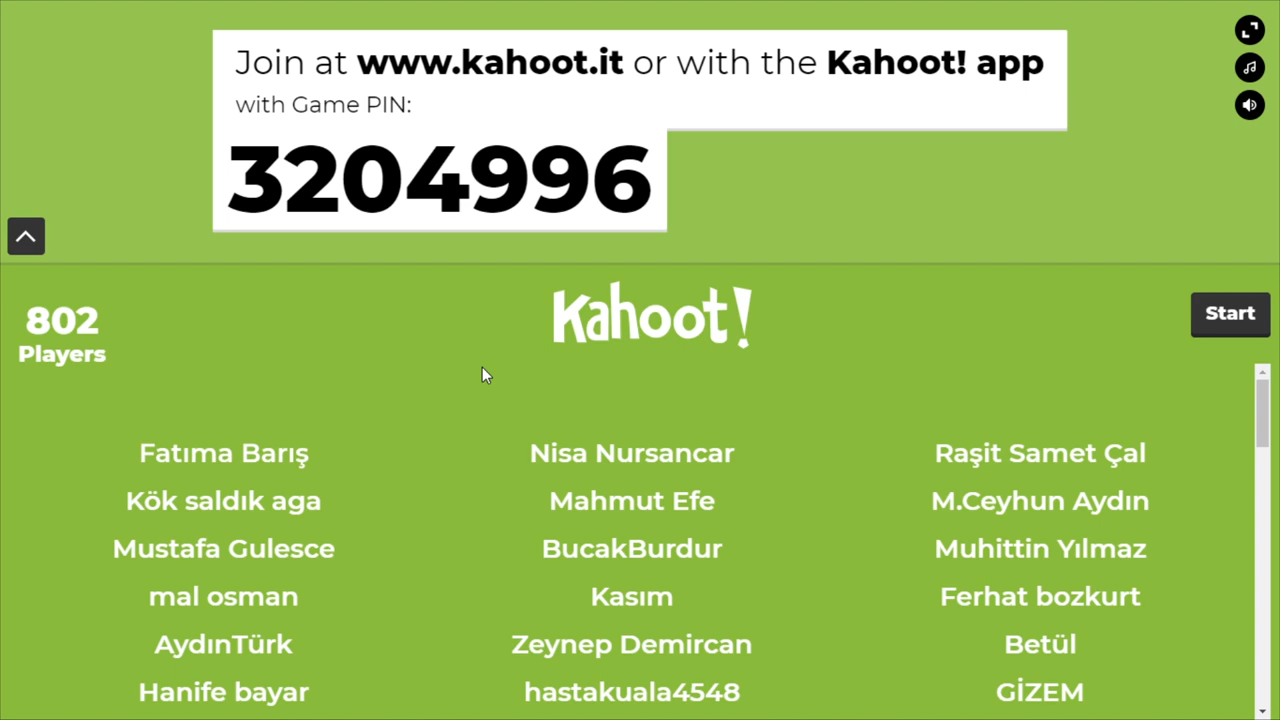 Join at www.kahoot.it or with the Kahoot! app
with Game PIN:
3204996
802
Players
Kahoot!
Start
Fatıma Barış
Nisa Nursancar
Raşit Samet Çal
Kök saldık aga
Mahmut Efe
M.Ceyhun Aydın
Mustafa Gulesce
BucakBurdur
Muhittin Yılmaz
mal osman
Kasım
Ferhat bozkurt
AydınTürk
Zeynep Demircan
Betül
Hanife bayar
hastakuala4548
GİZEM